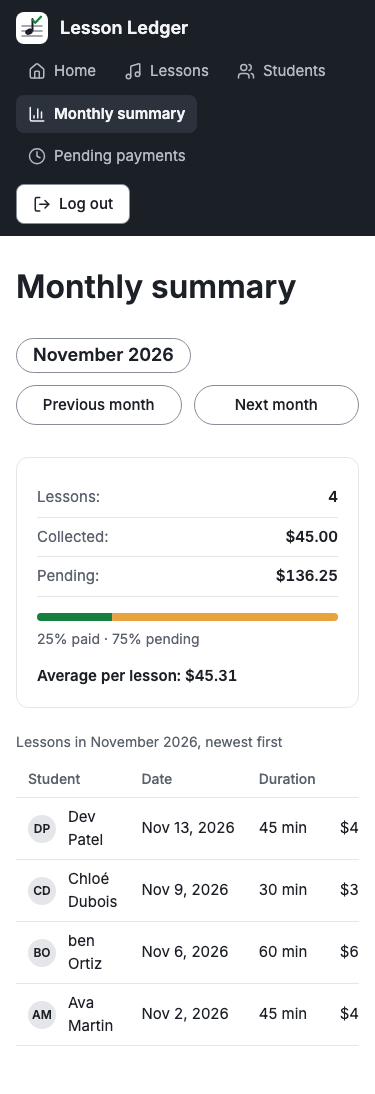 Lesson Ledger
Home Lessons Students
Monthly summary
Pending payments
Log out
Monthly summary
November 2026
Previous month Next month
Lessons: 4
Collected: $45.00
Pending: $136.25
25% paid · 75% pending
Average per lesson: $45.31
Lessons in November 2026, newest first
Student Date Duration
DP Dev Patel Nov 13, 2026 45 min $4
CD Chloé Dubois Nov 9, 2026 30 min $3
BO ben Ortiz Nov 6, 2026 60 min $6
AM Ava Martin Nov 2, 2026 45 min $4